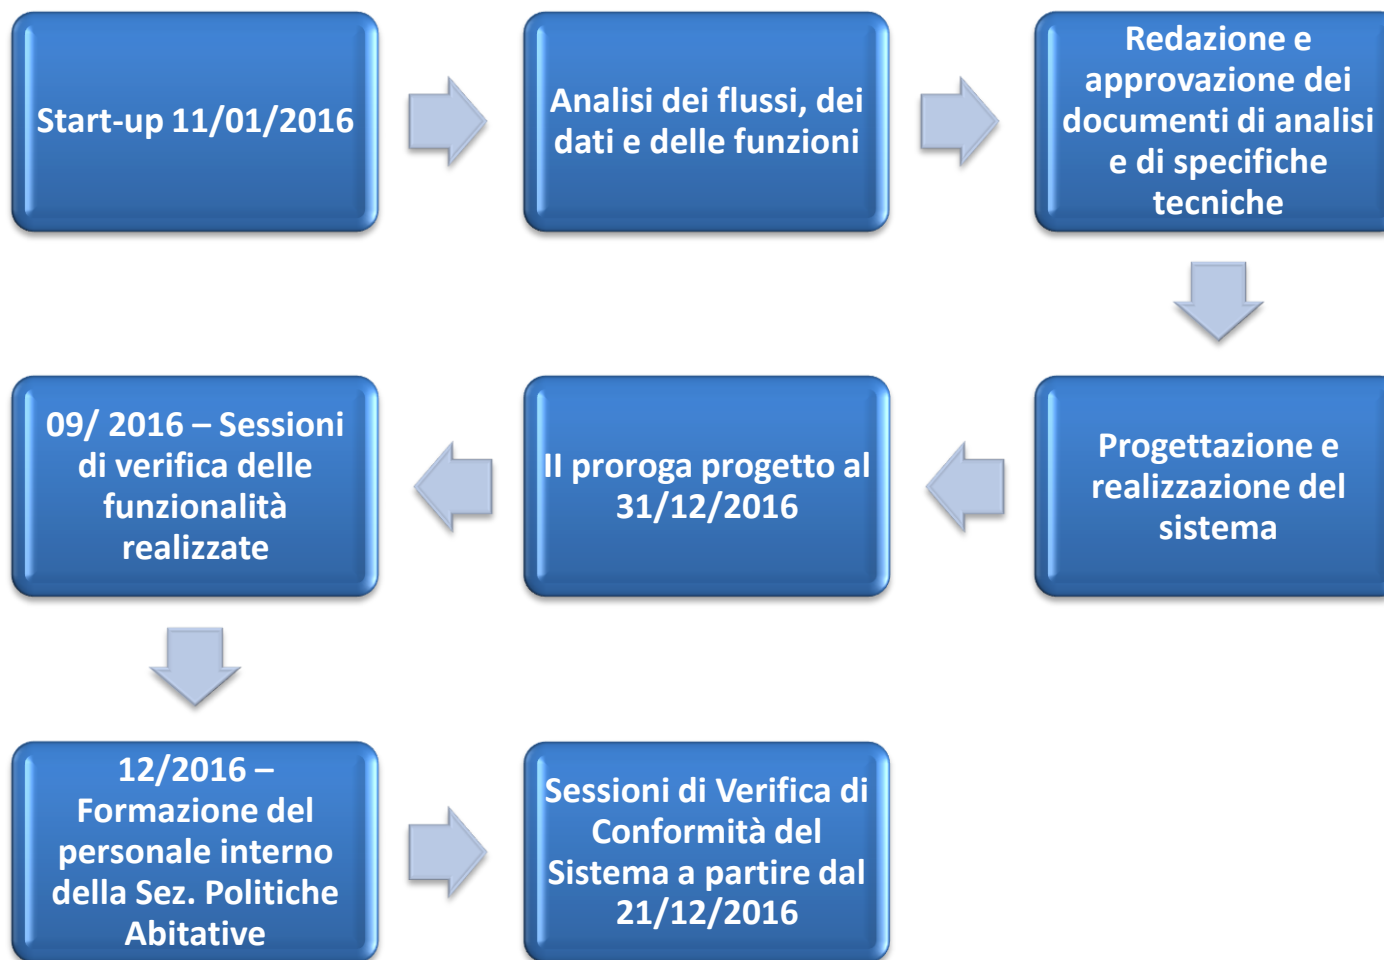 Start-up 11/01/2016
Analisi dei flussi, dei
dati e delle funzioni
Redazione e
approvazione dei
documenti di analisi
e di specifiche
tecniche
Progettazione e
realizzazione del
sistema
II proroga progetto al
31/12/2016
09/ 2016 – Sessioni
di verifica delle
funzionalità
realizzate
12/2016 –
Formazione del
personale interno
della Sez. Politiche
Abitative
Sessioni di Verifica di
Conformità del
Sistema a partire dal
21/12/2016